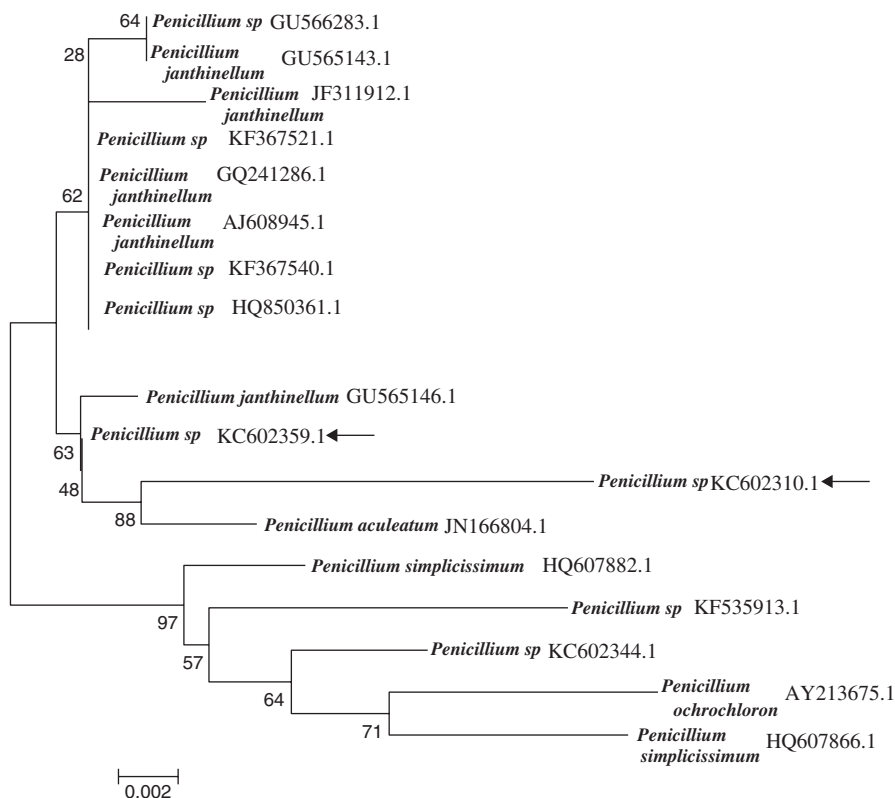 64 Penicillium sp GU566283.1
28 Penicillium janthinellum GU565143.1
Penicillium janthinellum JF311912.1
Penicillium sp KF367521.1
Penicillium janthinellum GQ241286.1
62
Penicillium janthinellum AJ608945.1
Penicillium sp KF367540.1
Penicillium sp HQ850361.1
Penicillium janthinellum GU565146.1
Penicillium sp KC602359.1
63
Penicillium sp KC602310.1
48
88 Penicillium aculeatum JN166804.1
Penicillium simplicissimum HQ607882.1
97 Penicillium sp KF535913.1
57 Penicillium sp KC602344.1
64 Penicillium ochrochloron AY213675.1
71 Penicillium simplicissimum HQ607866.1
0.002